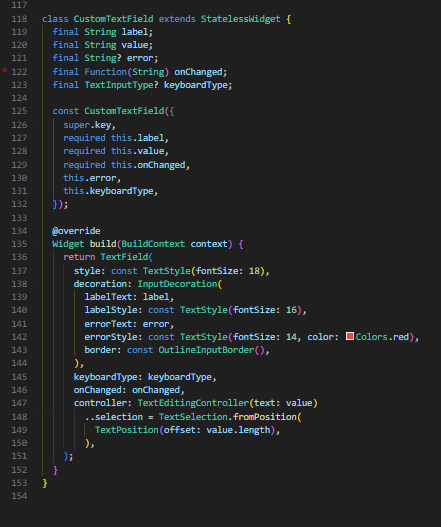 117
118 class CustomTextField extends StatelessWidget {
119   final String label;
120   final String value;
121   final String? error;
122   final Function(String) onChanged;
123   final TextInputType? keyboardType;
124
125   const CustomTextField({
126     super.key,
127     required this.label,
128     required this.value,
129     required this.onChanged,
130     this.error,
131     this.keyboardType,
132   });
133
134   @override
135   Widget build(BuildContext context) {
136     return TextField(
137       style: const TextStyle(fontSize: 18),
138       decoration: InputDecoration(
139         labelText: label,
140         labelStyle: const TextStyle(fontSize: 16),
141         errorText: error,
142         errorStyle: const TextStyle(fontSize: 14, color: Colors.red),
143         border: const OutlineInputBorder(),
144       ),
145       keyboardType: keyboardType,
146       onChanged: onChanged,
147       controller: TextEditingController(text: value)
148         ..selection = TextSelection.fromPosition(
149           TextPosition(offset: value.length),
150         ),
151     );
152   }
153 }
154